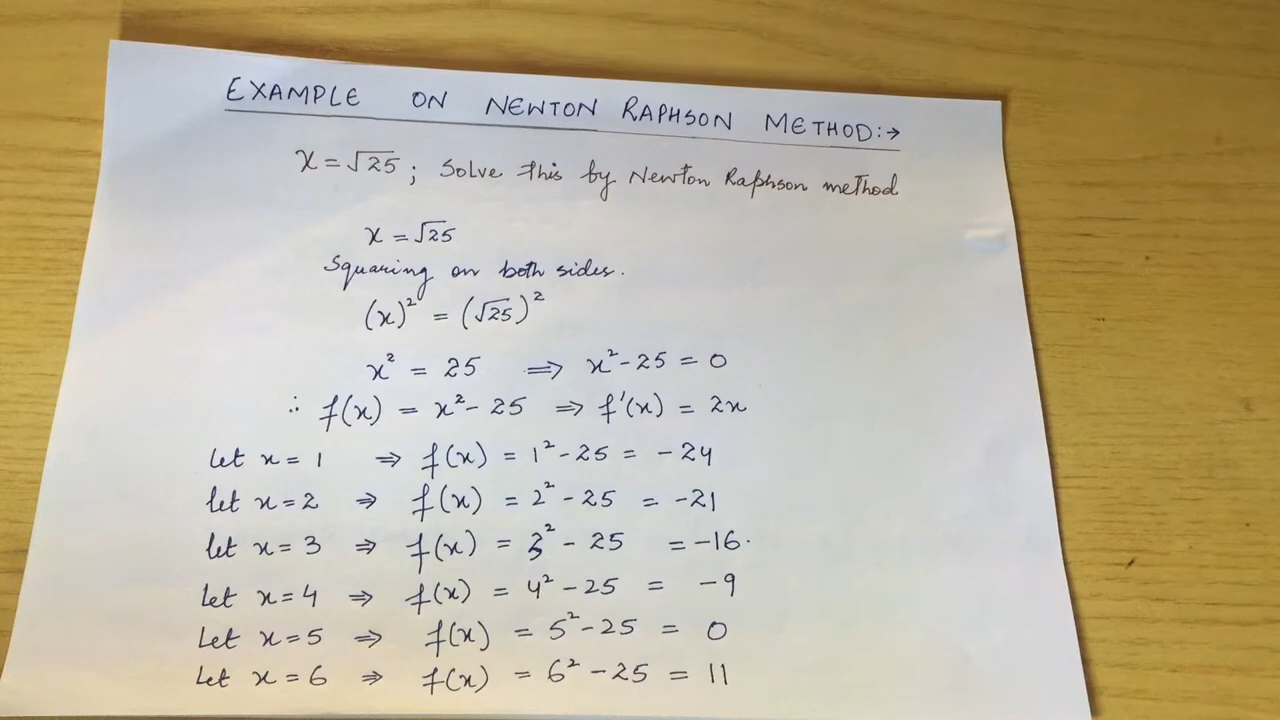 EXAMPLE ON NEWTON RAPHSON METHOD:→
x = √25 ; Solve this by Newton Raphson method
x = √25
Squaring on both sides.
(x)² = (√25)²
x² = 25 ⇒ x² - 25 = 0
∴ f(x) = x² - 25 ⇒ f'(x) = 2x
Let x = 1 ⇒ f(x) = 1² - 25 = - 24
let x = 2 ⇒ f(x) = 2² - 25 = -21
let x = 3 ⇒ f(x) = 3² - 25 = -16.
Let x = 4 ⇒ f(x) = 4² - 25 = - 9
Let x = 5 ⇒ f(x) = 5² - 25 = 0
Let x = 6 ⇒ f(x) = 6² - 25 = 11